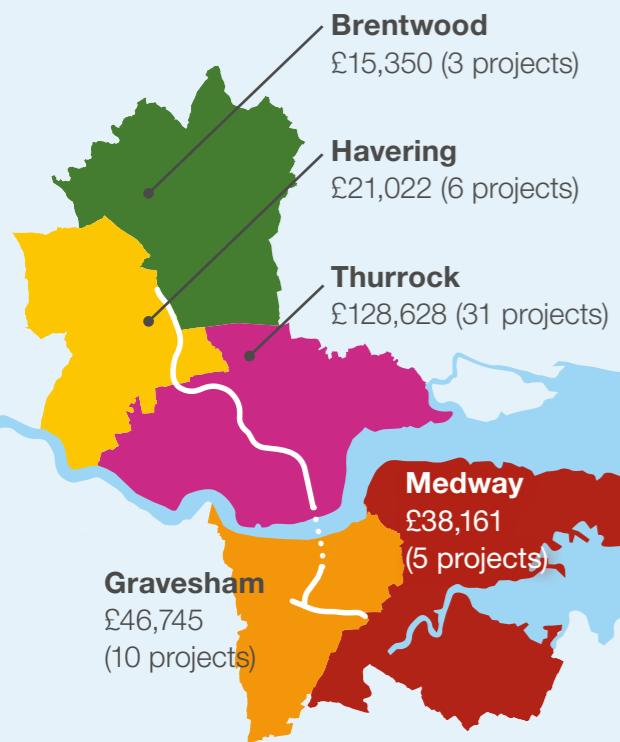 Brentwood
£15,350 (3 projects)
Havering
£21,022 (6 projects)
Thurrock
£128,628 (31 projects)
Medway
£38,161
(5 projects)
Gravesham
£46,745
(10 projects)